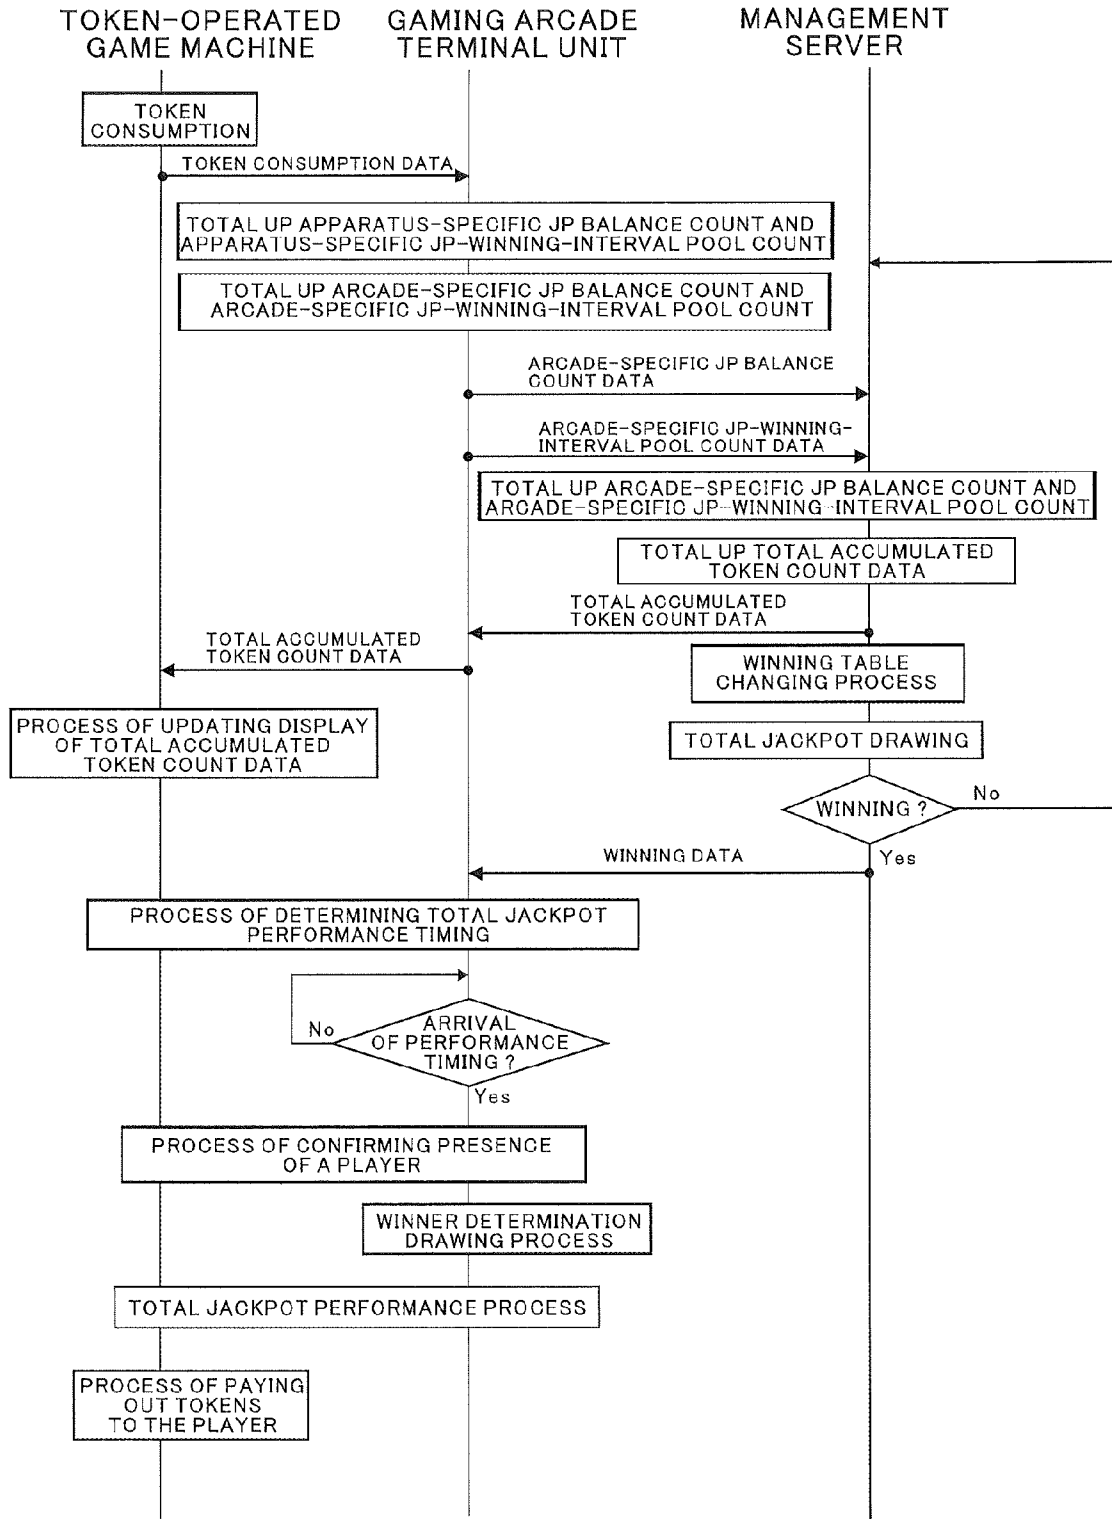 TOKEN-OPERATED
GAME MACHINE
GAMING ARCADE
TERMINAL UNIT
MANAGEMENT
SERVER
TOKEN
CONSUMPTION
TOKEN CONSUMPTION DATA
TOTAL UP APPARATUS-SPECIFIC JP BALANCE COUNT AND
APPARATUS-SPECIFIC JP-WINNING-INTERVAL POOL COUNT
TOTAL UP ARCADE-SPECIFIC JP BALANCE COUNT AND
ARCADE-SPECIFIC JP-WINNING-INTERVAL POOL COUNT
ARCADE-SPECIFIC JP BALANCE
COUNT DATA
ARCADE-SPECIFIC JP-WINNING-
INTERVAL POOL COUNT DATA
TOTAL UP ARCADE-SPECIFIC JP BALANCE COUNT AND
ARCADE-SPECIFIC JP-WINNING-INTERVAL POOL COUNT
TOTAL UP TOTAL ACCUMULATED
TOKEN COUNT DATA
TOTAL ACCUMULATED
TOKEN COUNT DATA
TOTAL ACCUMULATED
TOKEN COUNT DATA
WINNING TABLE
CHANGING PROCESS
PROCESS OF UPDATING DISPLAY
OF TOTAL ACCUMULATED
TOKEN COUNT DATA
TOTAL JACKPOT DRAWING
WINNING ?
No
Yes
WINNING DATA
PROCESS OF DETERMINING TOTAL JACKPOT
PERFORMANCE TIMING
ARRIVAL
OF PERFORMANCE
TIMING ?
No
Yes
PROCESS OF CONFIRMING PRESENCE
OF A PLAYER
WINNER DETERMINATION
DRAWING PROCESS
TOTAL JACKPOT PERFORMANCE PROCESS
PROCESS OF PAYING
OUT TOKENS
TO THE PLAYER